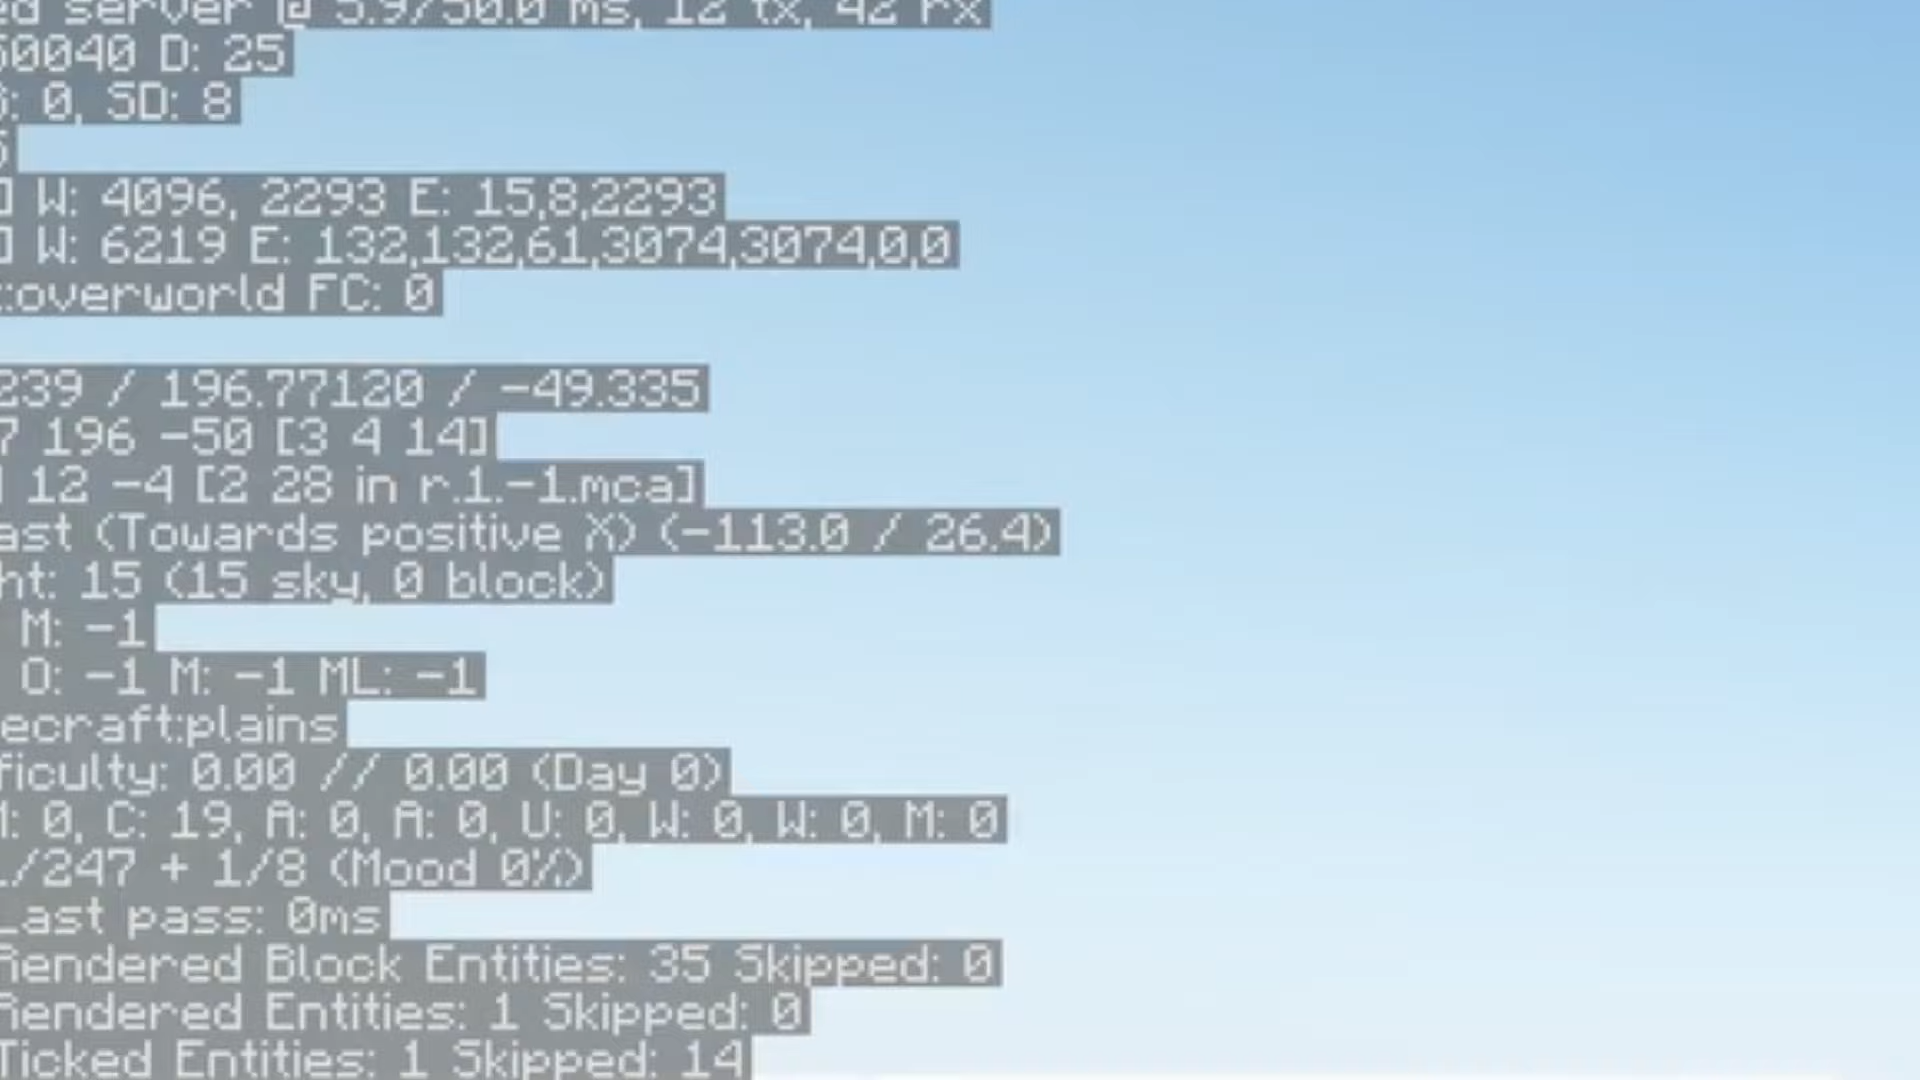 ed server @ 5.9/50.0 ms, 12 tx, 42 rx
0040 D: 25
: 0, SD: 8
] W: 4096, 2293 E: 15,8,2293
] W: 6219 E: 132,132,61,3074,3074,0,0
:overworld FC: 0
239 / 196.77120 / -49.335
7 196 -50 [3 4 14]
12 -4 [2 28 in r.1.-1.mca]
ast (Towards positive X) (-113.0 / 26.4)
ht: 15 (15 sky, 0 block)
M: -1
O: -1 M: -1 ML: -1
ecraft:plains
ficulty: 0.00 // 0.00 (Day 0)
: 0, C: 19, A: 0, A: 0, U: 0, W: 0, W: 0, M: 0
/247 + 1/8 (Mood 0%)
Last pass: 0ms
Rendered Block Entities: 35 Skipped: 0
Rendered Entities: 1 Skipped: 0
Ticked Entities: 1 Skipped: 14